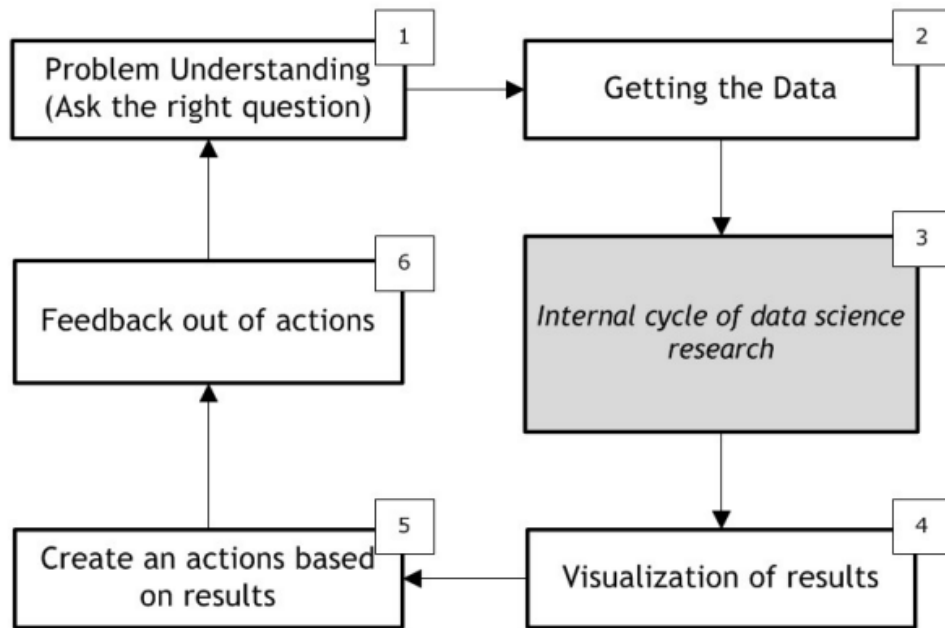 1
Problem Understanding
(Ask the right question)
2
Getting the Data
3
Internal cycle of data science
research
4
Visualization of results
5
Create an actions based
on results
6
Feedback out of actions